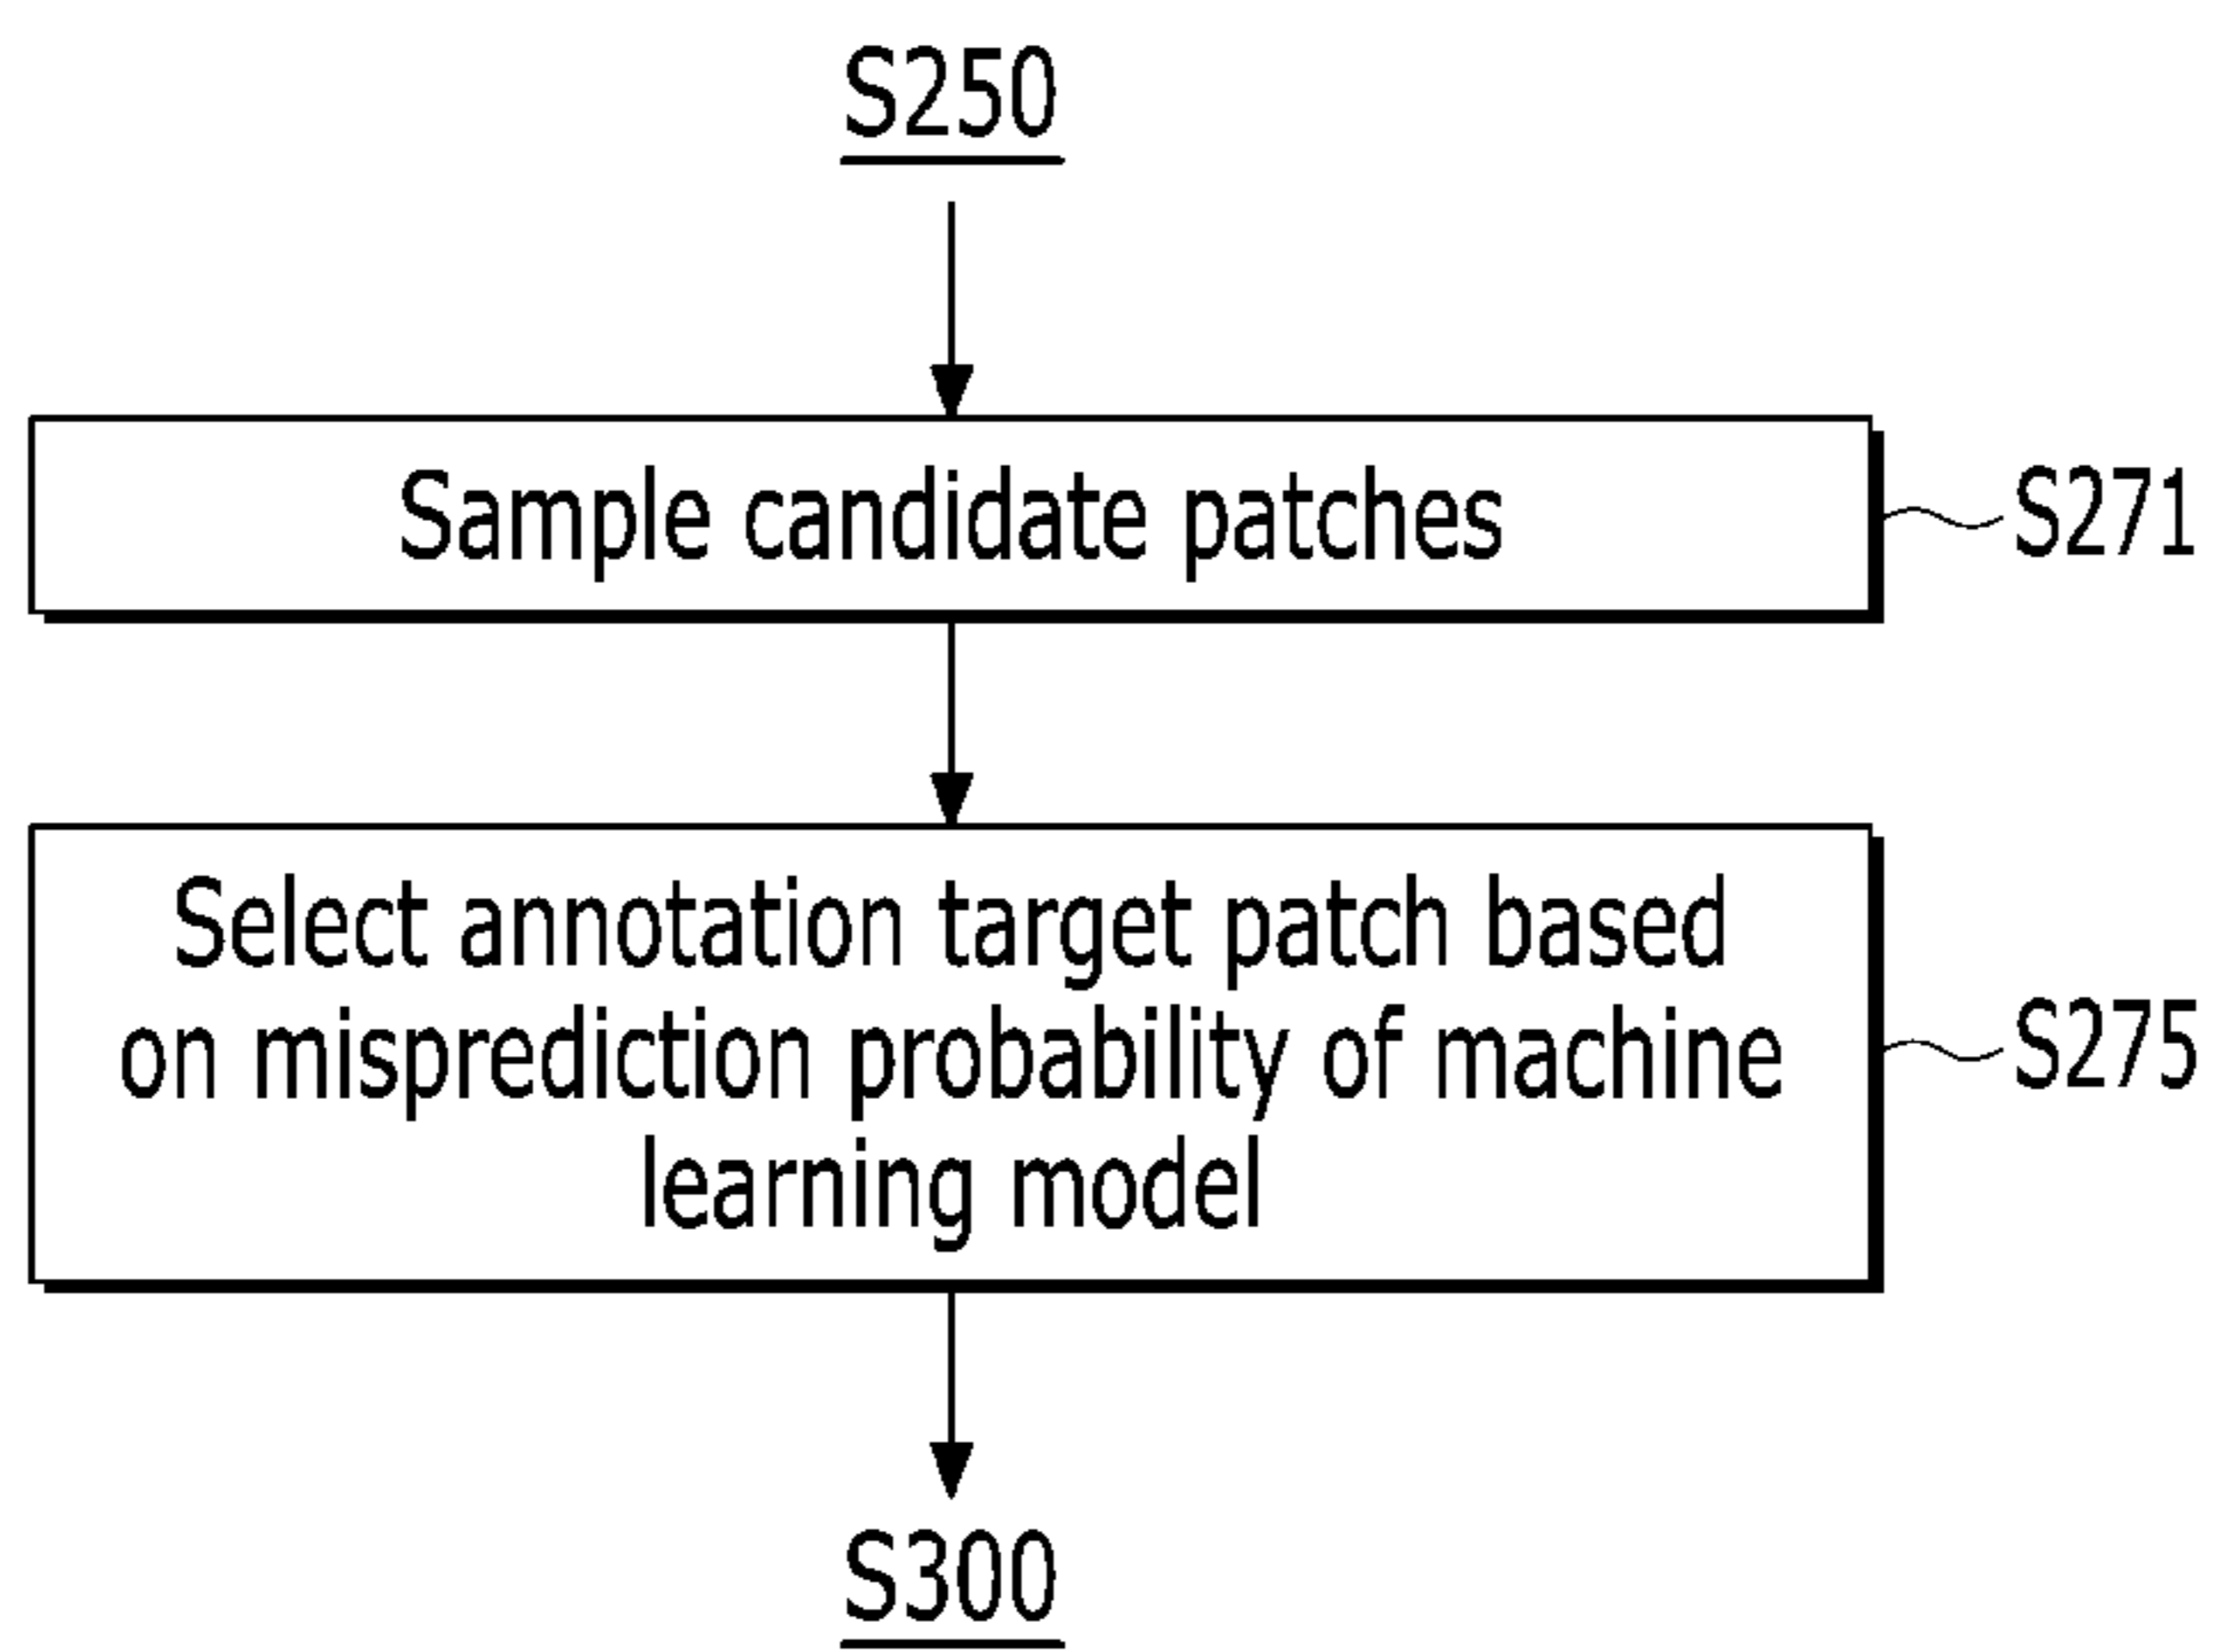 S250
Sample candidate patches
S271
Select annotation target patch based
on misprediction probability of machine
learning model
S275
S300